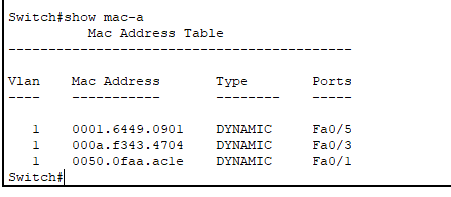 Switch#show mac-a
Mac Address Table
-------------------------------------------
Vlan    Mac Address       Type        Ports
----    -----------       --------    -----
1    0001.6449.0901    DYNAMIC     Fa0/5
1    000a.f343.4704    DYNAMIC     Fa0/3
1    0050.0faa.ac1e    DYNAMIC     Fa0/1
Switch#